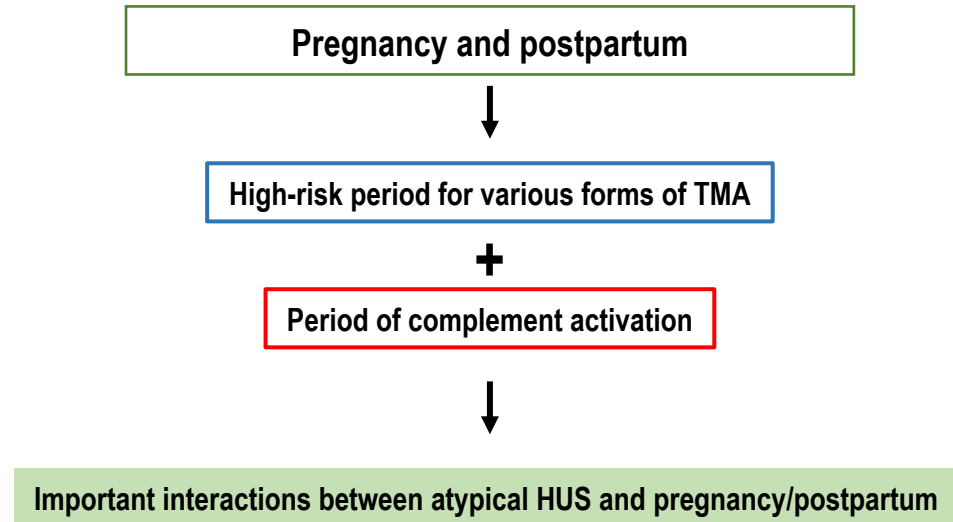 Pregnancy and postpartum
High-risk period for various forms of TMA
+
Period of complement activation
Important interactions between atypical HUS and pregnancy/postpartum